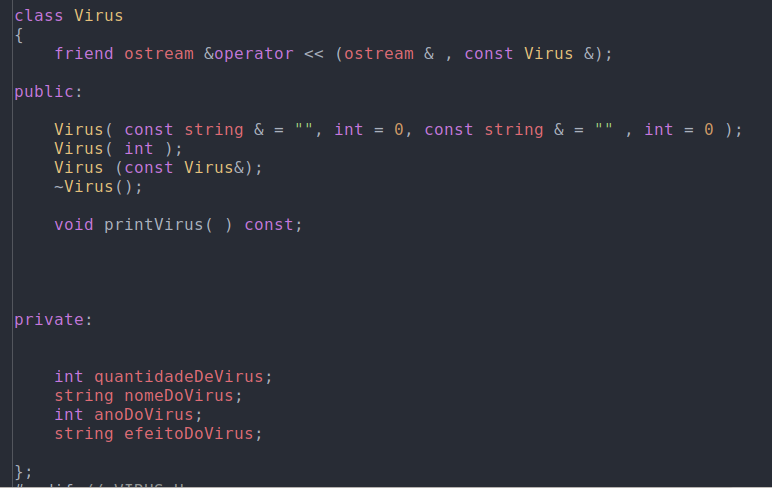 class Virus
{
    friend ostream &operator << (ostream & , const Virus &);
public:
    Virus( const string & = "", int = 0, const string & = "" , int = 0 );
    Virus( int );
    Virus (const Virus&);
    ~Virus();
    void printVirus( ) const;
private:
    int quantidadeDeVirus;
    string nomeDoVirus;
    int anoDoVirus;
    string efeitoDoVirus;
};